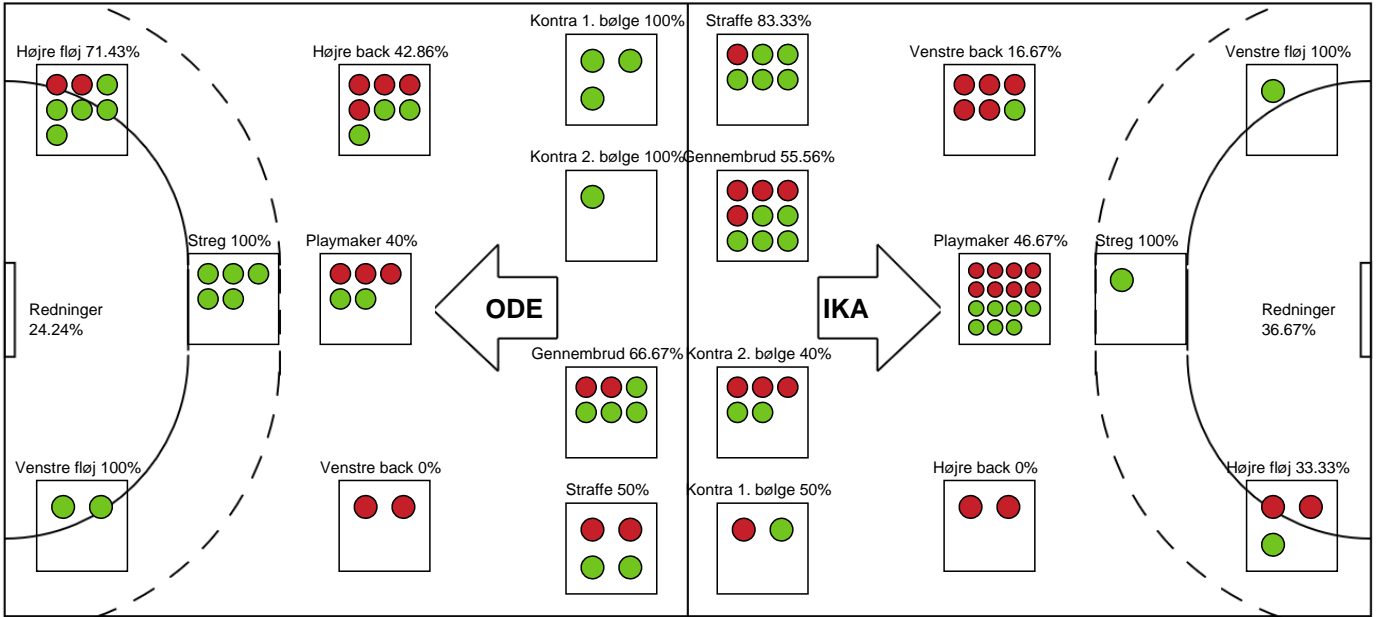 Kontra 1. bølge 100%
Straffe 83.33%
Højre fløj 71.43%
Højre back 42.86%
Venstre back 16.67%
Venstre fløj 100%
Kontra 2. bølge 100%
Gennembrud 55.56%
Streg 100%
Playmaker 40%
Playmaker 46.67%
Streg 100%
Redninger
24.24%
ODE
IKA
Redninger
36.67%
Gennembrud 66.67%
Kontra 2. bølge 40%
Venstre fløj 100%
Venstre back 0%
Straffe 50%
Kontra 1. bølge 50%
Højre back 0%
Højre fløj 33.33%